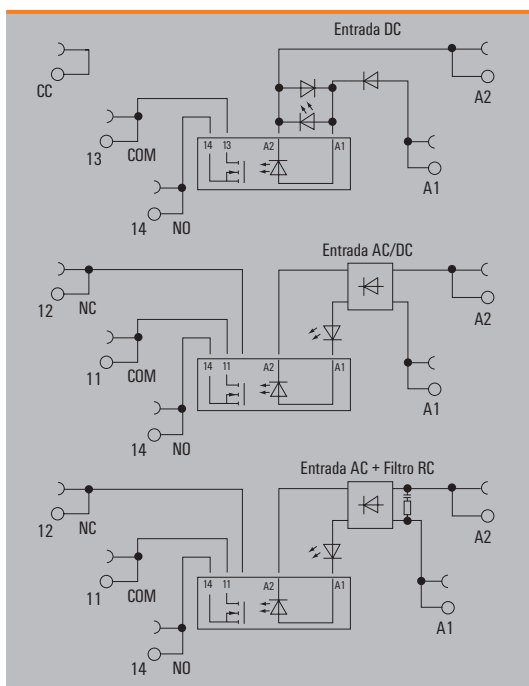 Entrada DC
CC
A2
13 COM
14 13 A2 A1
A1
14 NO
Entrada AC/DC
12 NC
A2
11 COM
14 11 A2 A1
A1
14 NO
Entrada AC + Filtro RC
12 NC
A2
11 COM
14 11 A2 A1
A1
14 NO